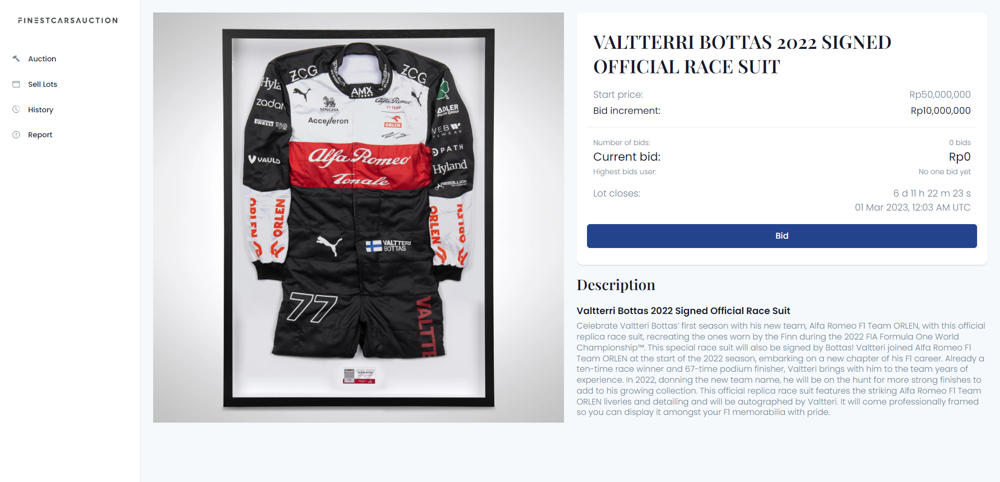 FINESTCARSAUCTION
Auction
Sell Lots
History
Report
ZCG
ZCG
Hyla
zadar
PIRELLI 150
VAULD
AMX
SINGHA
Alfa Romeo
F1 TEAM
Accelleron
ORLEN
ADLER
PELZER GROUP
WEB
EYEWEAR
PATH
Hyland
REBELLION
Alfa Romeo
Tonale
ORLEN
ORLEN
ORLEN
ORLEN
VALTTERI
BOTTAS
77
VALTTE
VALTTERRI BOTTAS 2022 SIGNED
OFFICIAL RACE SUIT
Start price: Rp50,000,000
Bid increment: Rp10,000,000
Number of bids: 0 bids
Current bid: Rp0
Highest bids user: No one bid yet
Lot closes: 6 d 11 h 22 m 23 s
01 Mar 2023, 12:03 AM UTC
Bid
Description
Valtterri Bottas 2022 Signed Official Race Suit
Celebrate Valtteri Bottas’ first season with his new team, Alfa Romeo F1 Team ORLEN, with this official
replica race suit, recreating the ones worn by the Finn during the 2022 FIA Formula One World
Championship™. This special race suit will also be signed by Bottas! Valtteri joined Alfa Romeo F1
Team ORLEN at the start of the 2022 season, embarking on a new chapter of his F1 career. Already a
ten-time race winner and 67-time podium finisher, Valtteri brings with him to the team years of
experience. In 2022, donning the new team name, he will be on the hunt for more strong finishes to
add to his growing collection. This official replica race suit features the striking Alfa Romeo F1 Team
ORLEN liveries and detailing and will be autographed by Valtteri. It will come professionally framed
so you can display it amongst your F1 memorabilia with pride.